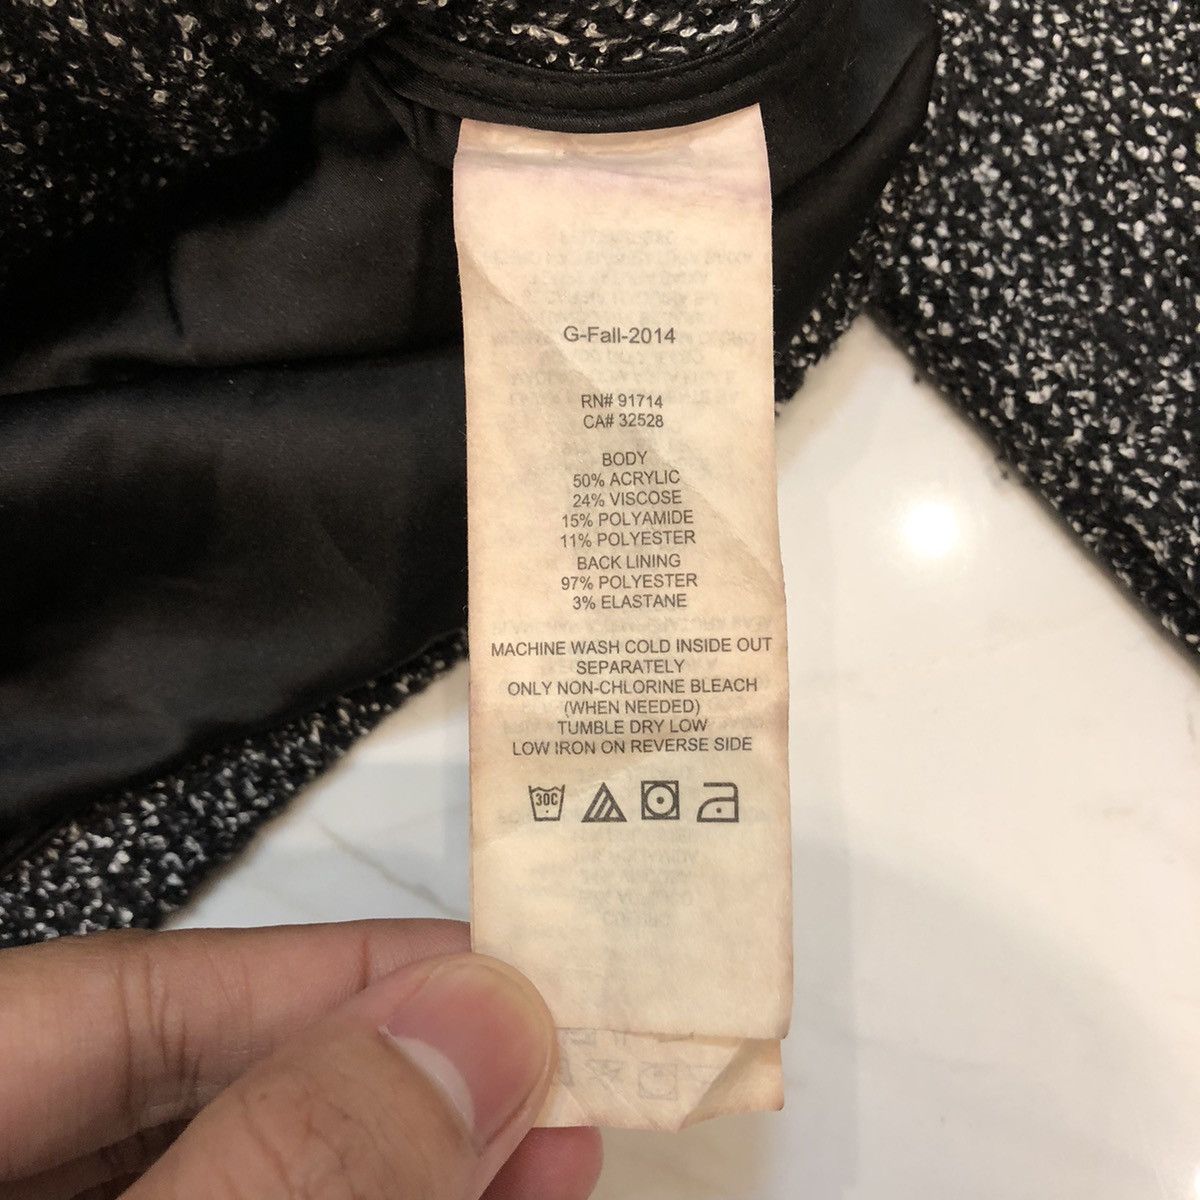 G-Fall-2014
RN# 91714
CA# 32528
BODY
50% ACRYLIC
24% VISCOSE
15% POLYAMIDE
11% POLYESTER
BACK LINING
97% POLYESTER
3% ELASTANE
MACHINE WASH COLD INSIDE OUT
SEPARATELY
ONLY NON-CHLORINE BLEACH
(WHEN NEEDED)
TUMBLE DRY LOW
LOW IRON ON REVERSE SIDE
30C